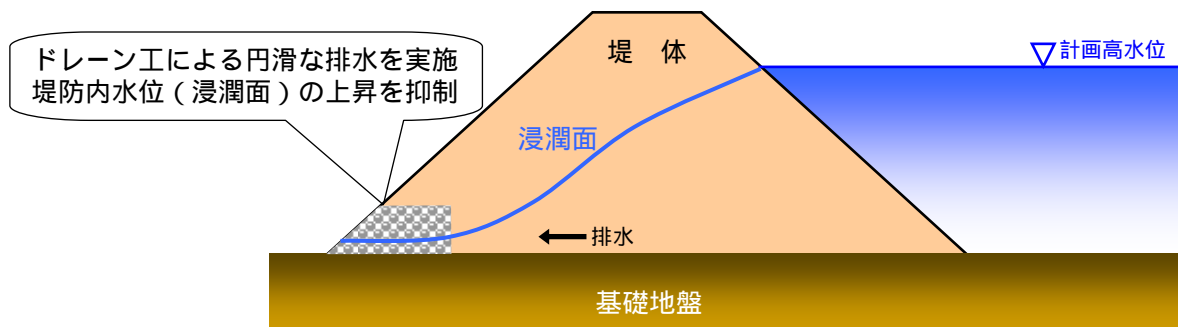 ドレーン工による円滑な排水を実施
堤防内水位(浸潤面)の上昇を抑制
堤 体
計画高水位
浸潤面
排水
基礎地盤